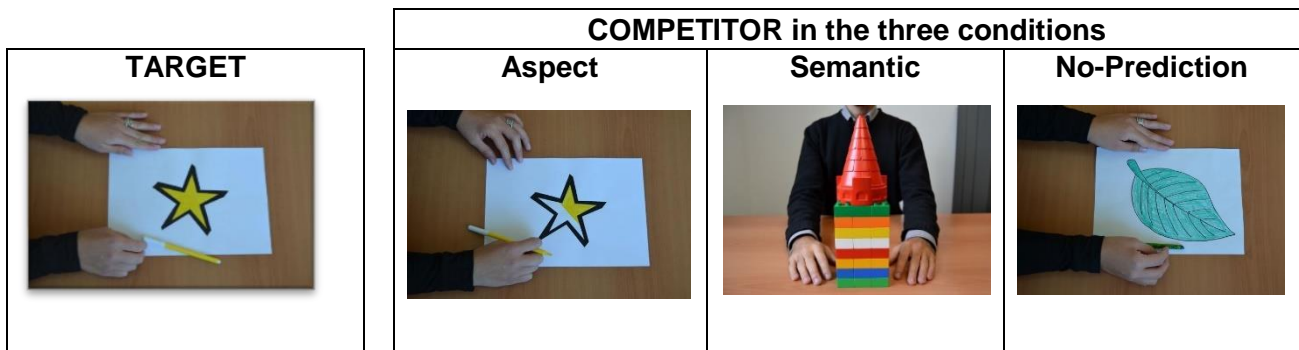 COMPETITOR in the three conditions
TARGET
Aspect
Semantic
No-Prediction